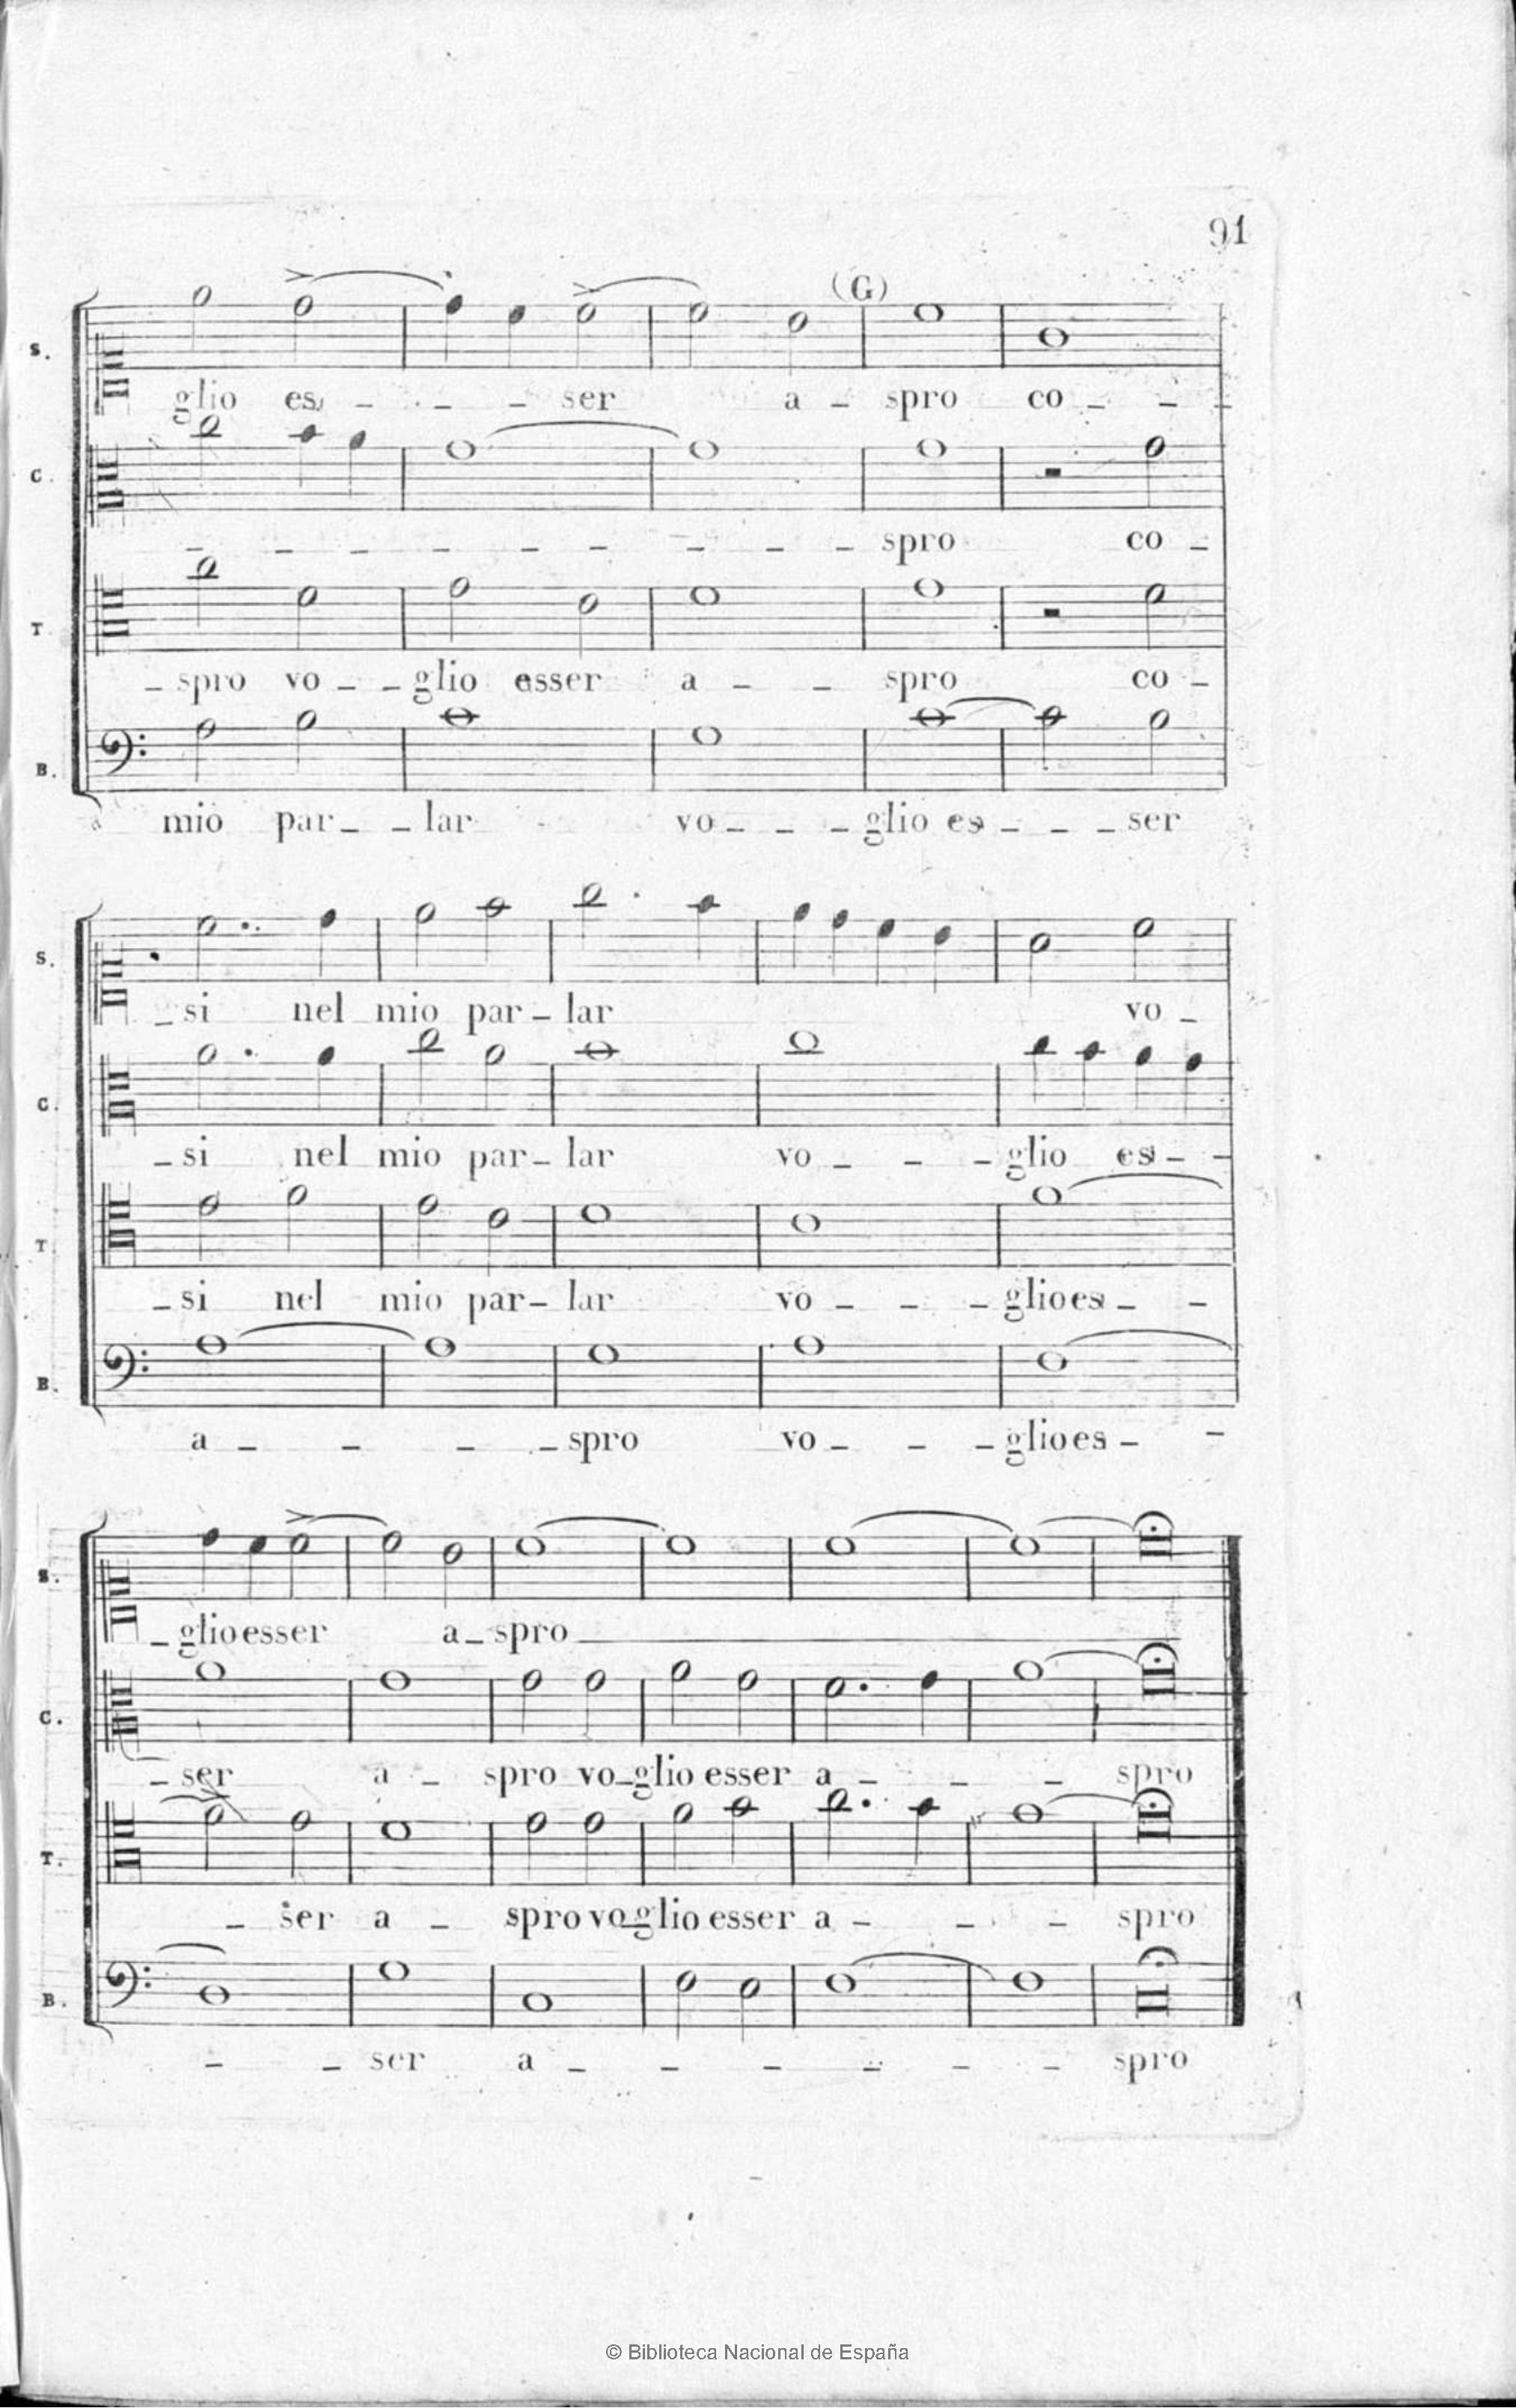 91
(G)
S.
glio es - - - ser a - spro co - - -
C.
- - - - - - - - - spro co -
T.
- spro vo - - glio esser a - - spro co -
B.
mio par - - lar vo - - - glio es - - - ser
S.
- si nel mio par - lar vo -
C.
- si nel mio par - lar vo - - - glio es - -
T.
- si nel mio par - lar vo - - - glio es - -
B.
a - - - - spro vo - - - glio es - -
S.
- glio esser a - spro
C.
- ser a - spro vo - glio esser a - - - spro
T.
- ser a - spro vo - glio esser a - - - spro
B.
- - ser a - - - - - - spro
© Biblioteca Nacional de España